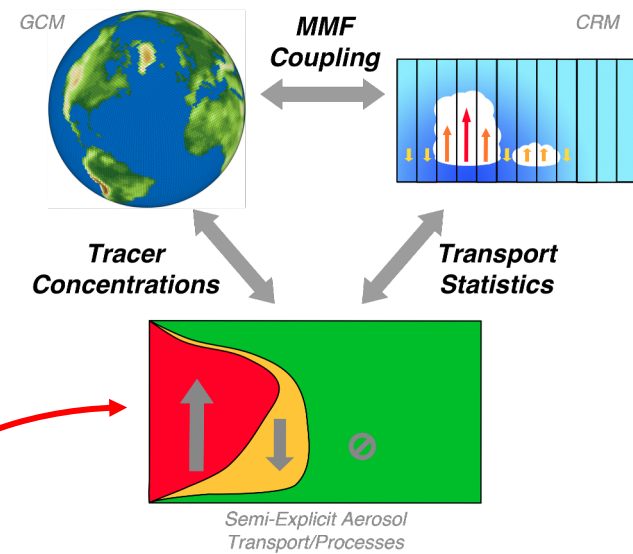 GCM
MMF
Coupling
CRM
Tracer
Concentrations
Transport
Statistics
Semi-Explicit Aerosol
Transport/Processes